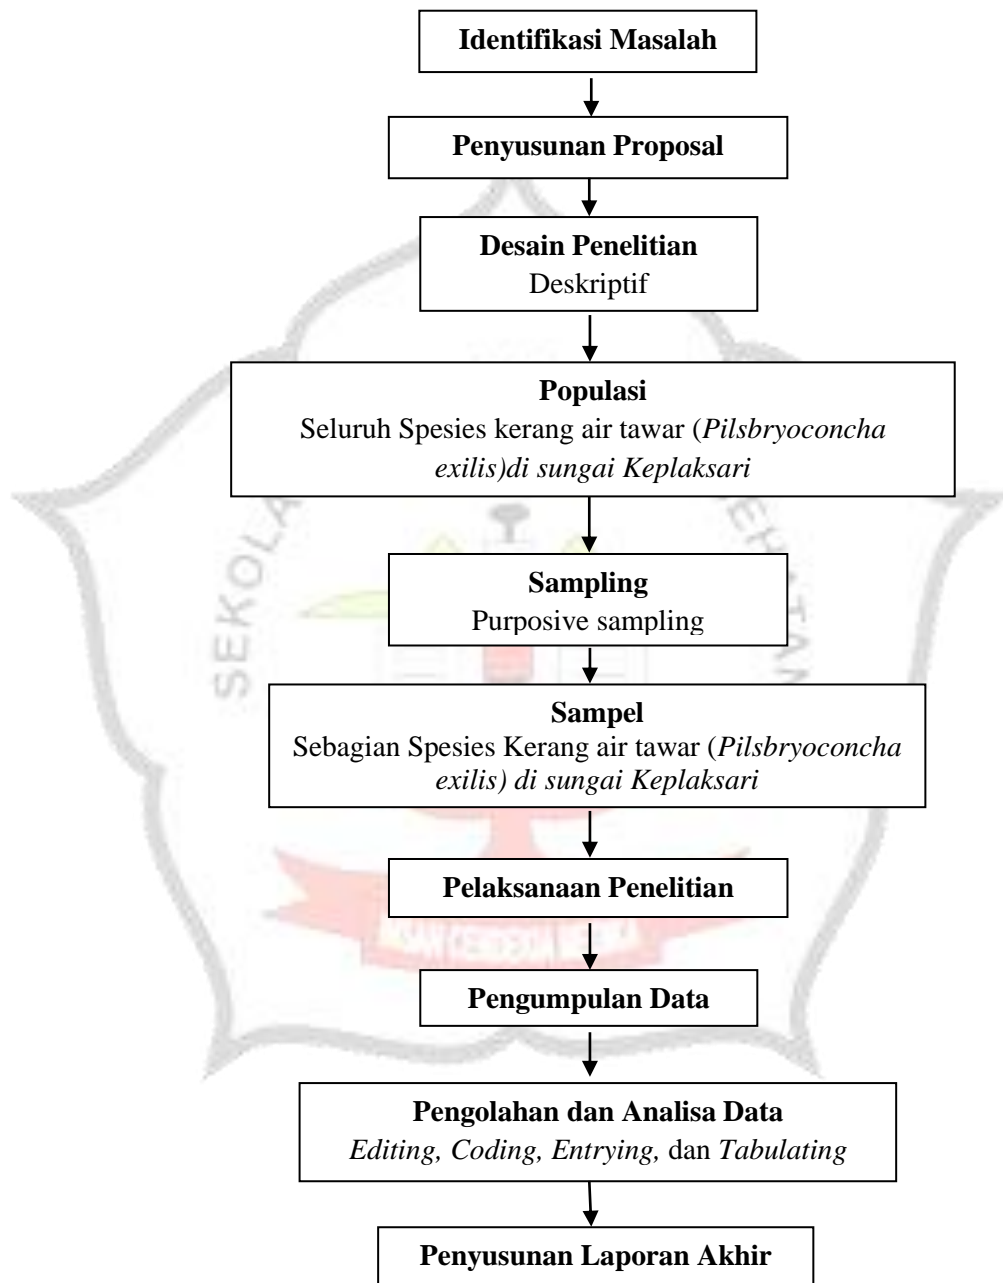 Identifikasi Masalah
Penyusunan Proposal
Desain Penelitian
Deskriptif
Populasi
Seluruh Spesies kerang air tawar (Pilsbryoconcha
exilis)di sungai Keplaksari
Sampling
Purposive sampling
Sampel
Sebagian Spesies Kerang air tawar (Pilsbryoconcha
exilis) di sungai Keplaksari
Pelaksanaan Penelitian
Pengumpulan Data
Pengolahan dan Analisa Data
Editing, Coding, Entrying, dan Tabulating
Penyusunan Laporan Akhir